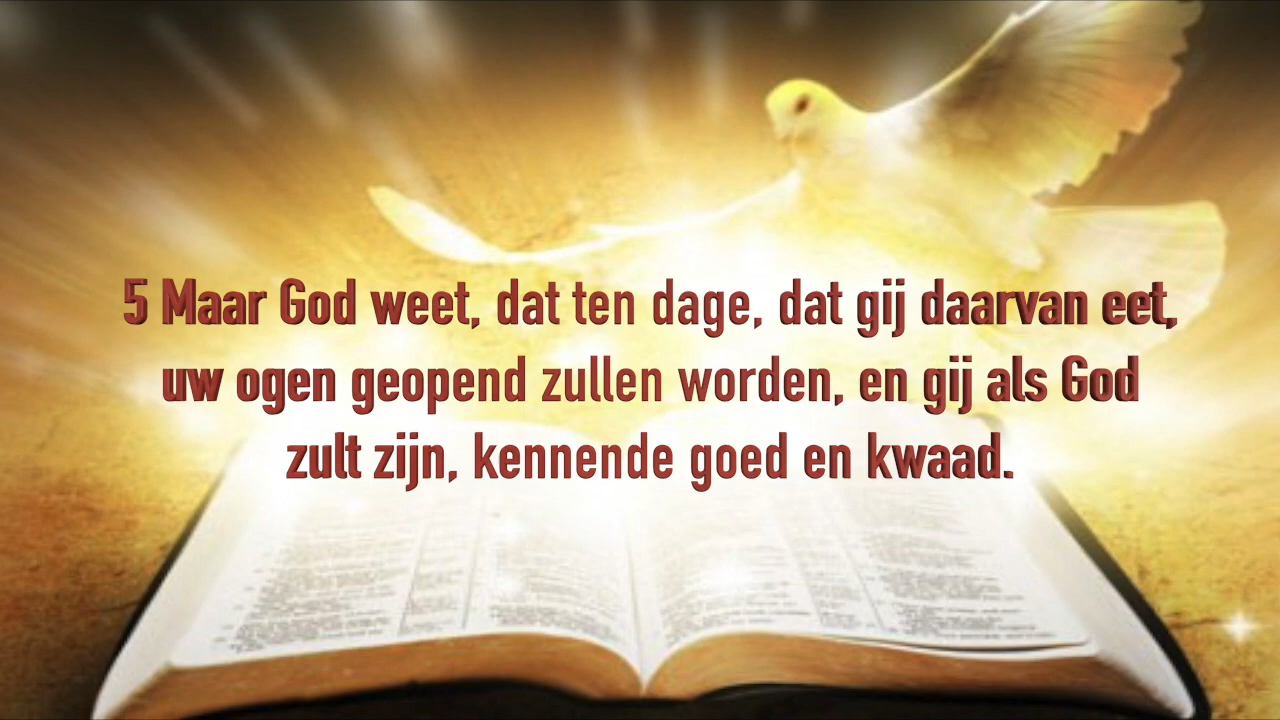 5 Maar God weet, dat ten dage, dat gij daarvan eet,
uw ogen geopend zullen worden, en gij als God
zult zijn, kennende goed en kwaad.